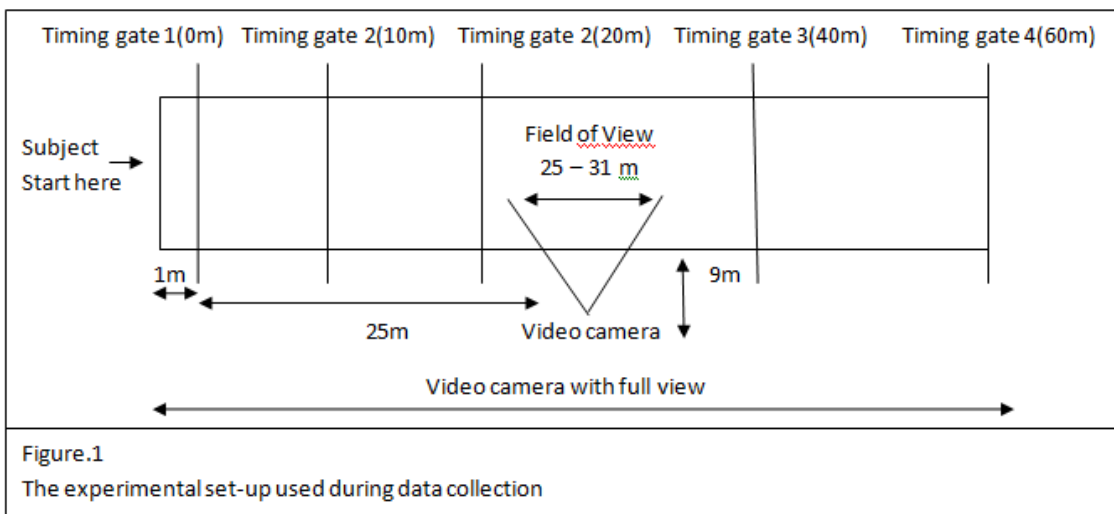 Timing gate 1(0m) Timing gate 2(10m) Timing gate 2(20m) Timing gate 3(40m) Timing gate 4(60m)
Subject
Start here
Field of View
25 – 31 m
1m
9m
25m
Video camera
Video camera with full view
Figure.1
The experimental set-up used during data collection